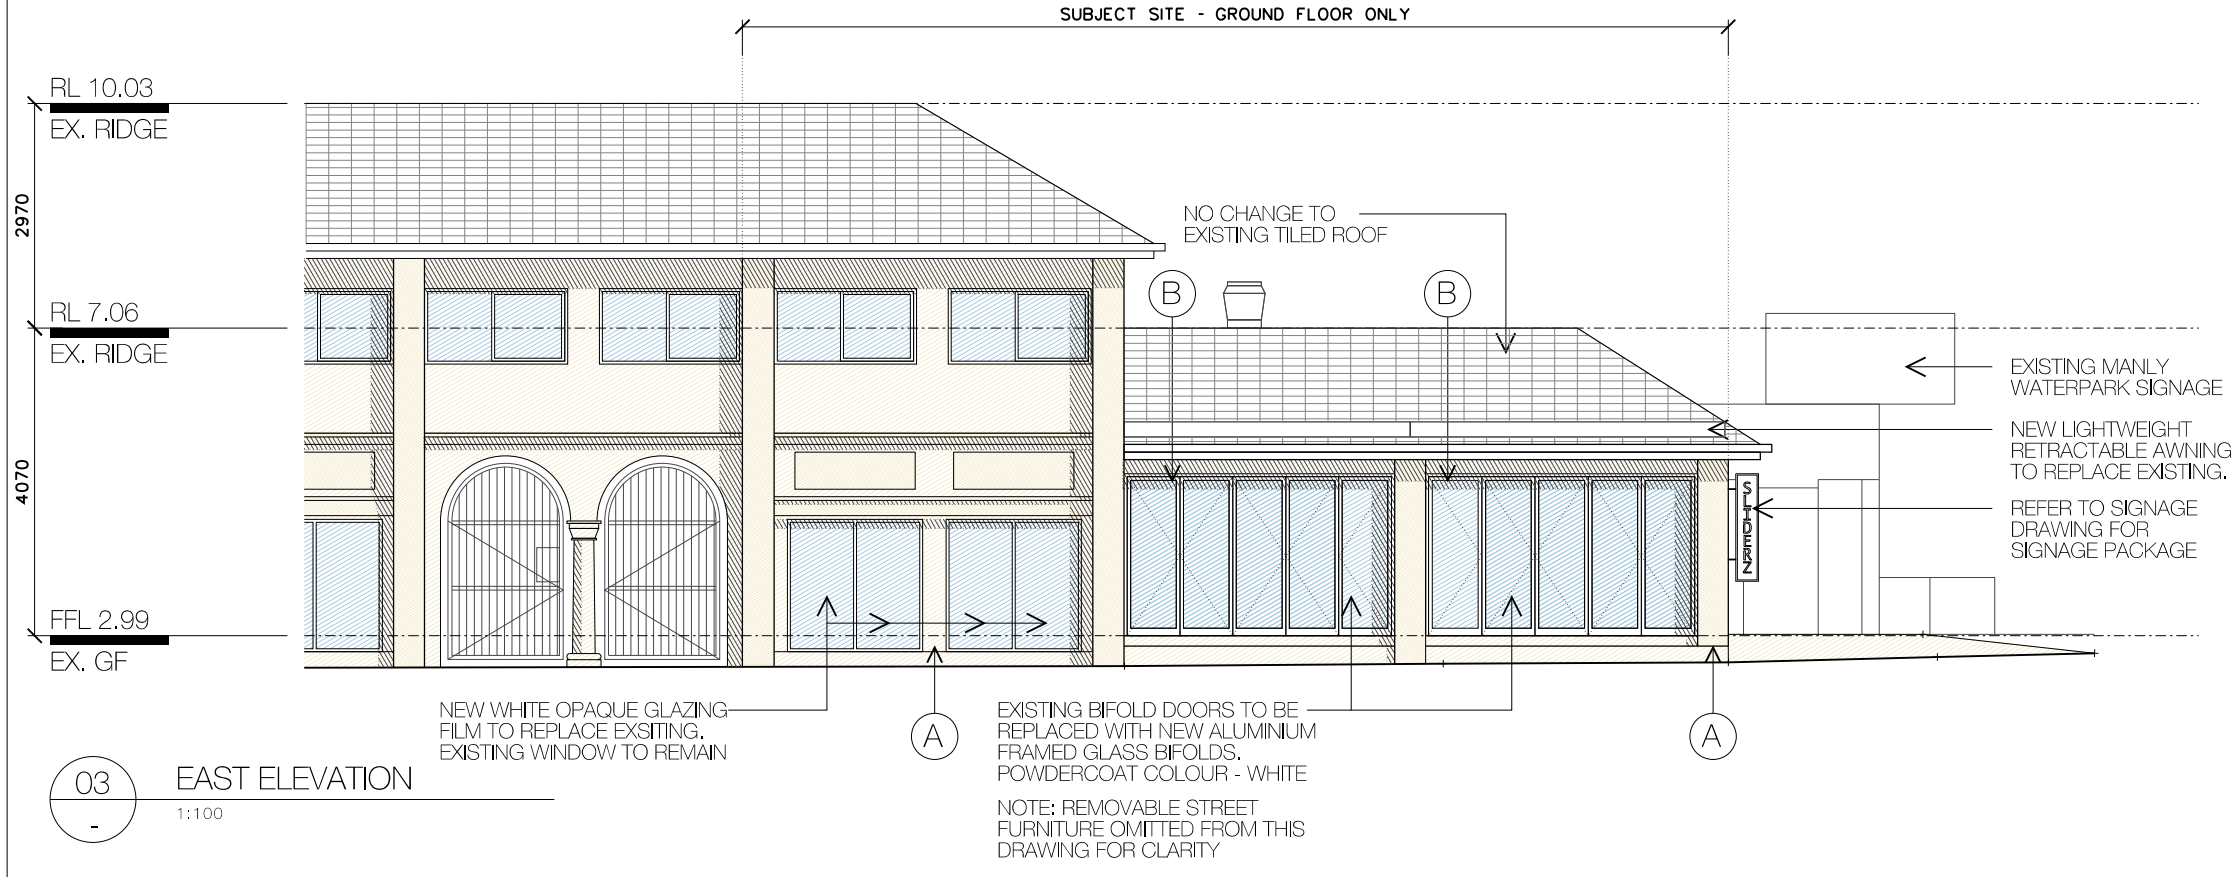 SUBJECT SITE - GROUND FLOOR ONLY
RL 10.03
EX. RIDGE
2970
RL 7.06
EX. RIDGE
4070
FFL 2.99
EX. GF
NO CHANGE TO
EXISTING TILED ROOF
B
B
EXISTING MANLY
WATERPARK SIGNAGE
NEW LIGHTWEIGHT
RETRACTABLE AWNING
TO REPLACE EXISTING.
REFER TO SIGNAGE
DRAWING FOR
SIGNAGE PACKAGE
SLIDERZ
NEW WHITE OPAQUE GLAZING
FILM TO REPLACE EXSITING.
EXISTING WINDOW TO REMAIN
A
EXISTING BIFOLD DOORS TO BE
REPLACED WITH NEW ALUMINIUM
FRAMED GLASS BIFOLDS.
POWDERCOAT COLOUR - WHITE
NOTE: REMOVABLE STREET
FURNITURE OMITTED FROM THIS
DRAWING FOR CLARITY
A
03
-
EAST ELEVATION
1:100